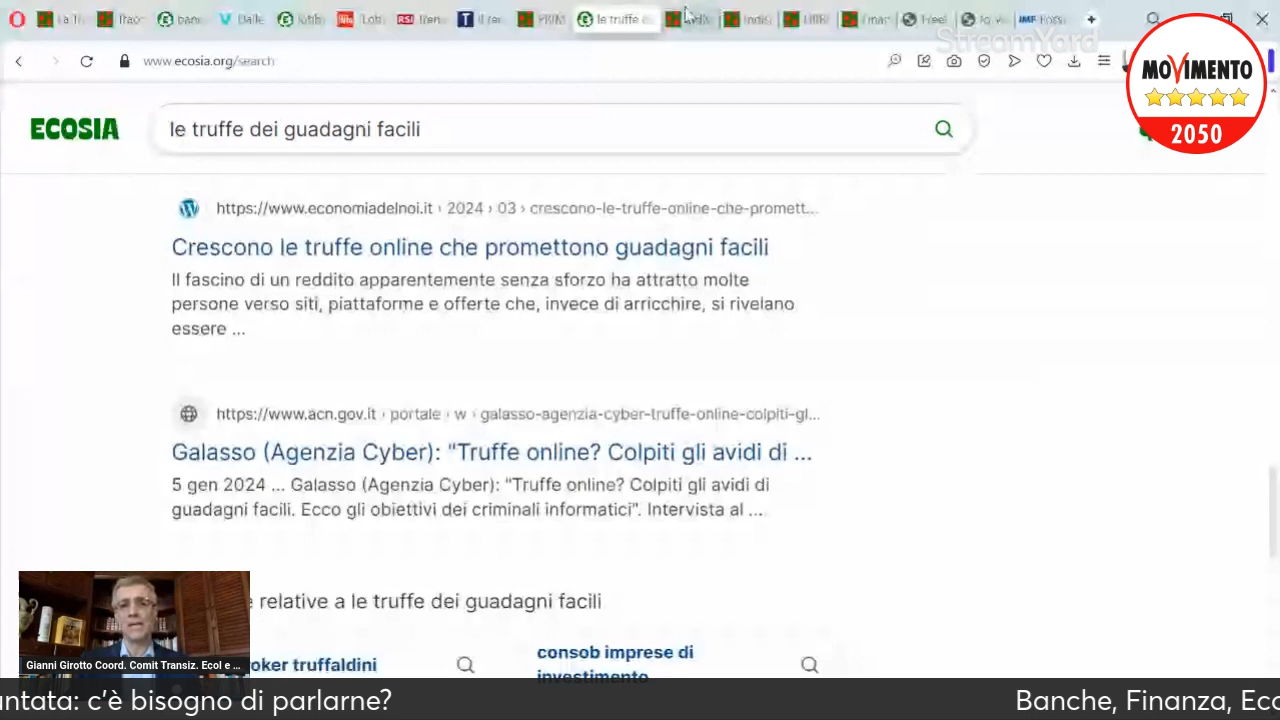 le truffe d
IMF
StreamYard
www.ecosia.org/search
MOVIMENTO
2050
ECOSIA
le truffe dei guadagni facili
https://www.economiadelnoi.it › 2024 › 03 › crescono-le-truffe-online-che-promett...
Crescono le truffe online che promettono guadagni facili
Il fascino di un reddito apparentemente senza sforzo ha attratto molte
persone verso siti, piattaforme e offerte che, invece di arricchire, si rivelano
essere ...
https://www.acn.gov.it › portale › w › galasso-agenzia-cyber-truffe-online-colpiti-gl...
Galasso (Agenzia Cyber): "Truffe online? Colpiti gli avidi di ...
5 gen 2024 ... Galasso (Agenzia Cyber): "Truffe online? Colpiti gli avidi di
guadagni facili. Ecco gli obiettivi dei criminali informatici". Intervista al ...
e relative a le truffe dei guadagni facili
oker truffaldini
consob imprese di
investimento
Gianni Girotto Coord. Comit Transiz. Ecol e ...
untata: c'è bisogno di parlarne?
Banche, Finanza, Eco